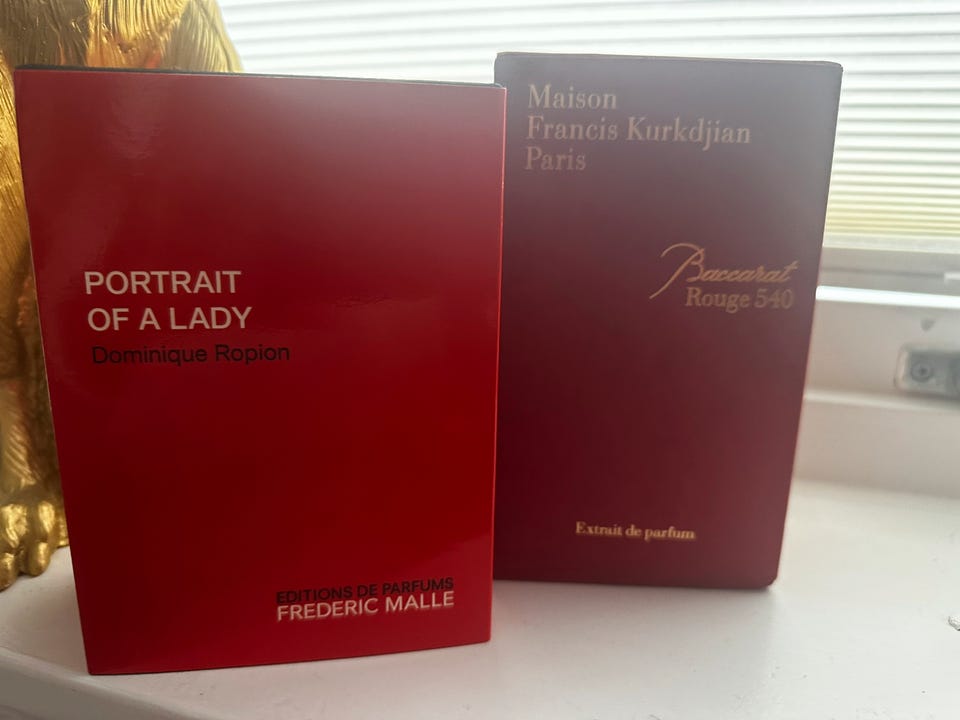 PORTRAIT
OF A LADY
Dominique Ropion
EDITIONS DE PARFUMS
FREDERIC MALLE
Maison
Francis Kurkdjian
Paris
Baccarat
Rouge 540
Extrait de parfum